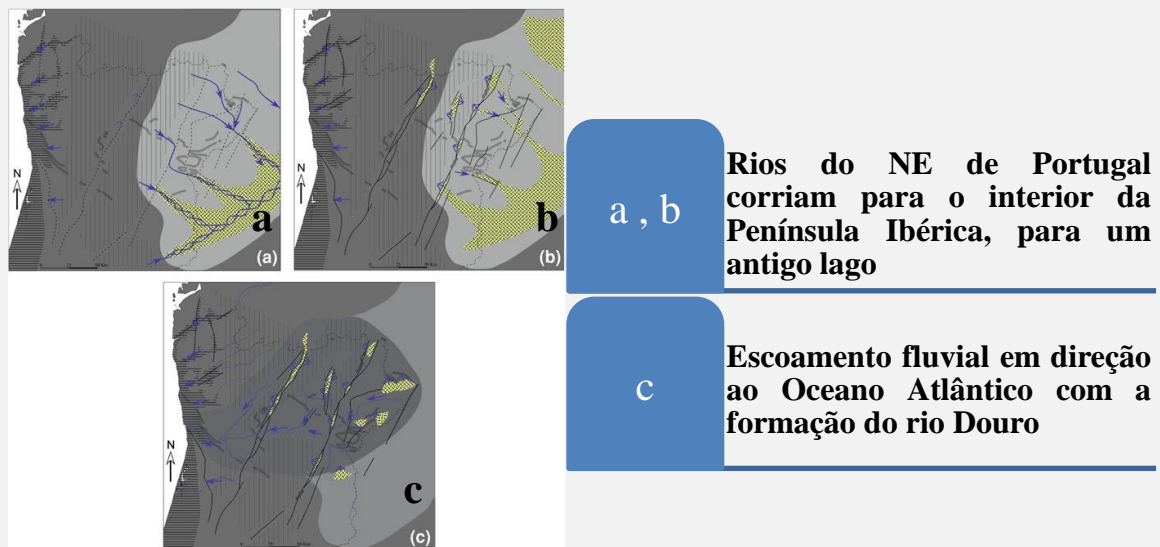 a
(a)
b
(b)
c
(c)
N
N
N
a , b
Rios do NE de Portugal
corriam para o interior da
Península Ibérica, para um
antigo lago
c
Escoamento fluvial em direção
ao Oceano Atlântico com a
formação do rio Douro